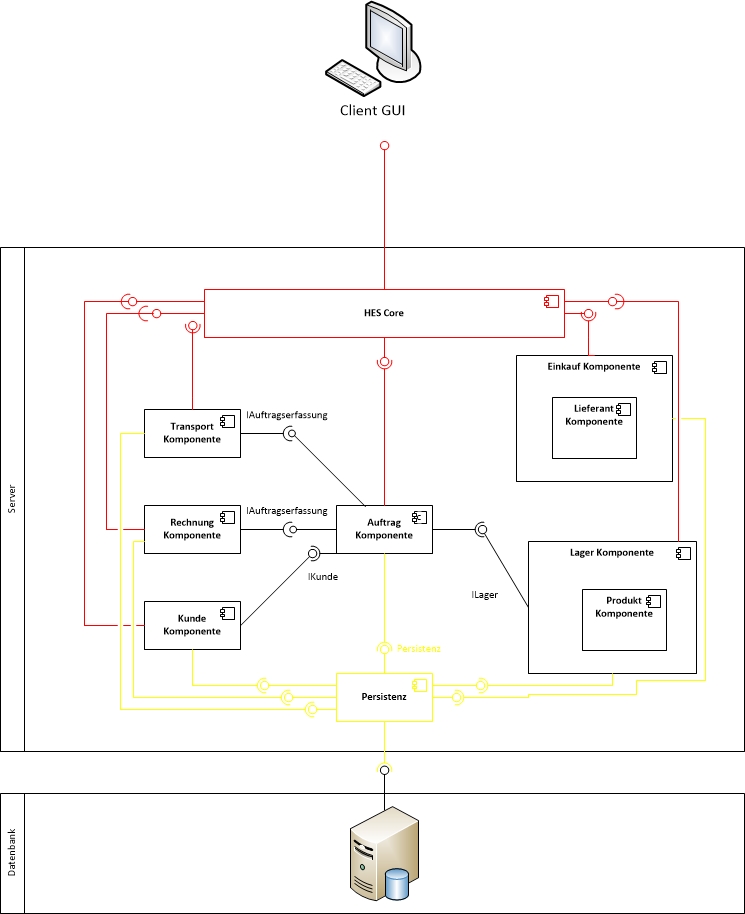 Client GUI
HES Core
Einkauf Komponente
Lieferant
Komponente
IAuftragserfassung
Transport
Komponente
IAuftragserfassung
Rechnung
Komponente
Auftrag
Komponente
Server
Lager Komponente
IKunde
ILager
Produkt
Komponente
Kunde
Komponente
Persistenz
Persistenz
Datenbank